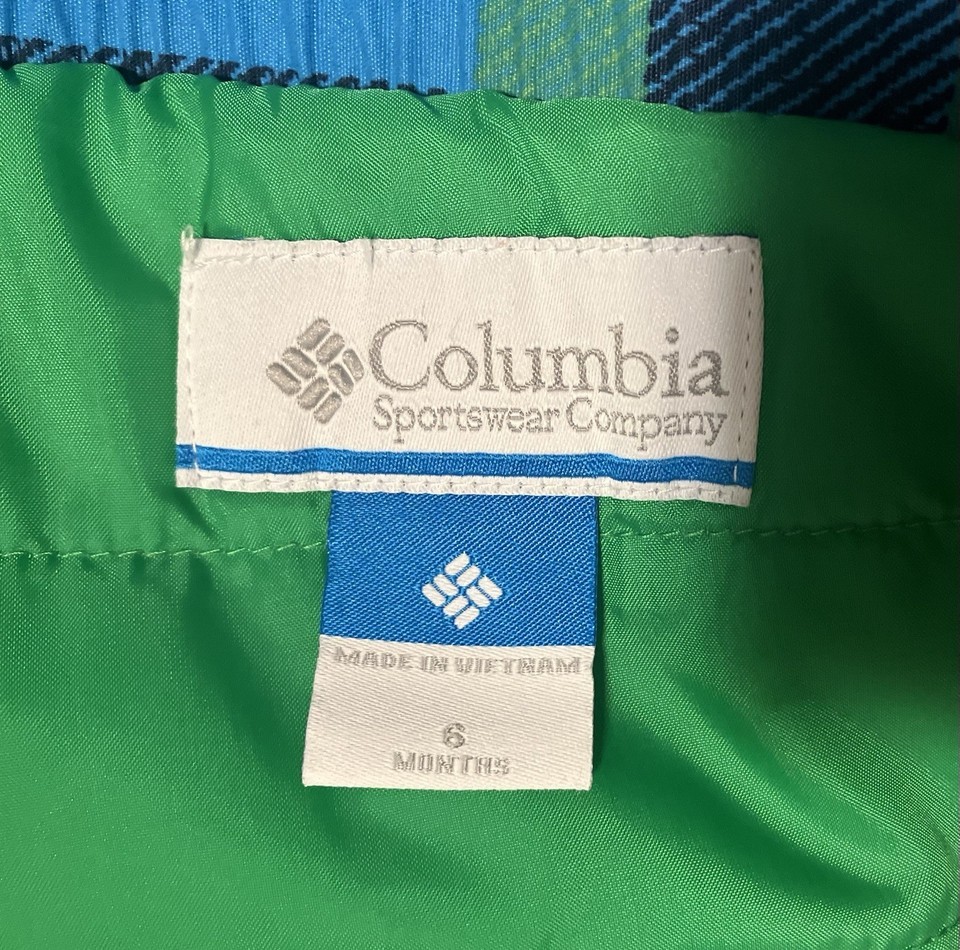 Columbia
Sportswear Company
MADE IN VIETNAM
6
MONTHS